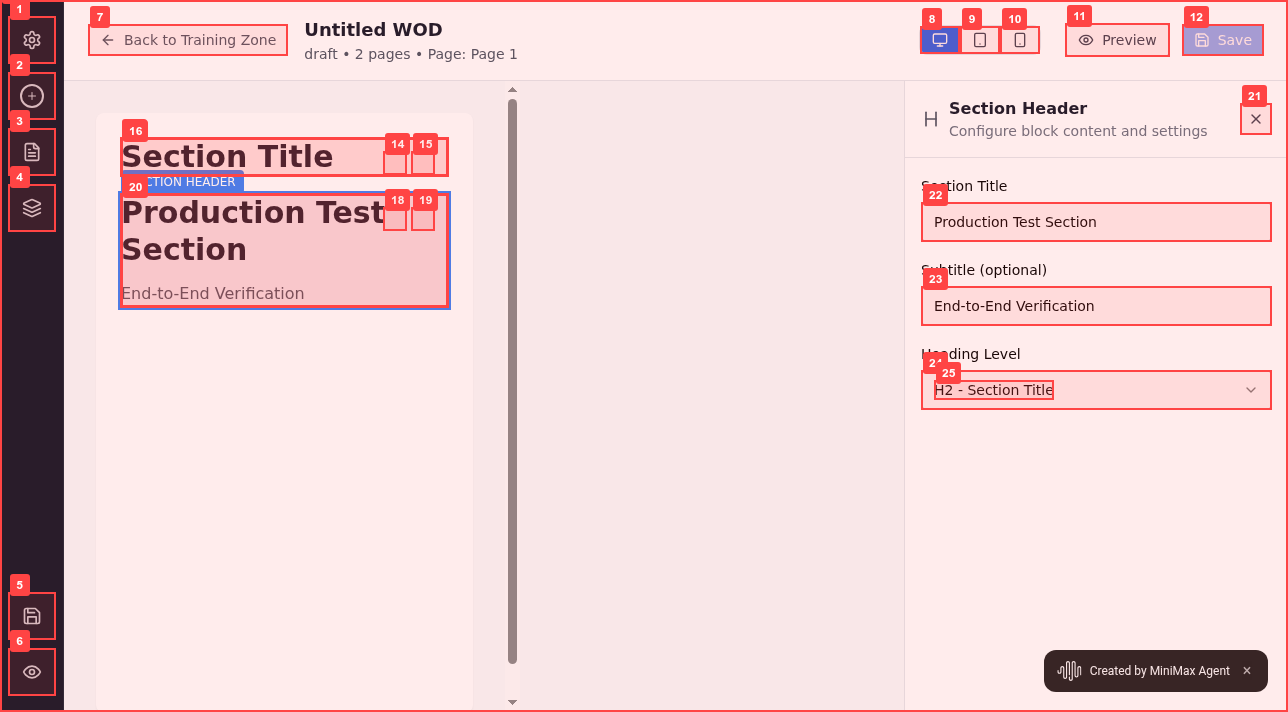 1
2
3
4
5
6
7
Back to Training Zone
Untitled WOD
draft • 2 pages • Page: Page 1
8
9
10
11
Preview
12
Save
16
14
15
Section Title
CTION HEADER
20
18
19
Production Test
Section
End-to-End Verification
Section Header
Configure block content and settings
21
Section Title
22
Production Test Section
Subtitle (optional)
23
End-to-End Verification
Heading Level
24
25
H2 - Section Title
Created by MiniMax Agent